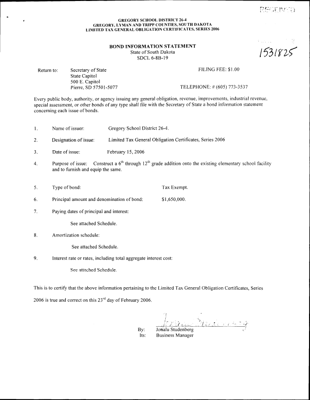 GREGORY SCHOOL DISTRICT 26-4
GREGORY, LYMAN AND TRIPP COUNTIES, SOUTH DAKOTA
LIMITED TAX GENERAL OBLIGATION CERTIFICATES, SERIES 2006
BOND INFORMATION STATEMENT
State of South Dakota
SDCL 6-8B-19
1531825
Return to: Secretary of State FILING FEE: $1.00
State Capitol
500 E. Capitol
Pierre, SD 57501-5077 TELEPHONE: # (605) 773-3537
Every public body, authority, or agency issuing any general obligation, revenue, improvements, industrial revenue,
special assessment, or other bonds of any type shall file with the Secretary of State a bond information statement
concerning each issue of bonds.
1. Name of issuer: Gregory School District 26-4.
2. Designation of issue: Limited Tax General Obligation Certificates, Series 2006
3. Date of issue: February 15, 2006
4. Purpose of issue: Construct a 6th through 12th grade addition onto the existing elementary school facility
and to furnish and equip the same.
5. Type of bond: Tax Exempt.
6. Principal amount and denomination of bond: $1,650,000.
7. Paying dates of principal and interest:
See attached Schedule.
8. Amortization schedule:
See attached Schedule.
9. Interest rate or rates, including total aggregate interest cost:
See attached Schedule.
This is to certify that the above information pertaining to the Limited Tax General Obligation Certificates, Series
2006 is true and correct on this 23rd day of February 2006.
By: Jonala Studenberg
Its: Business Manager